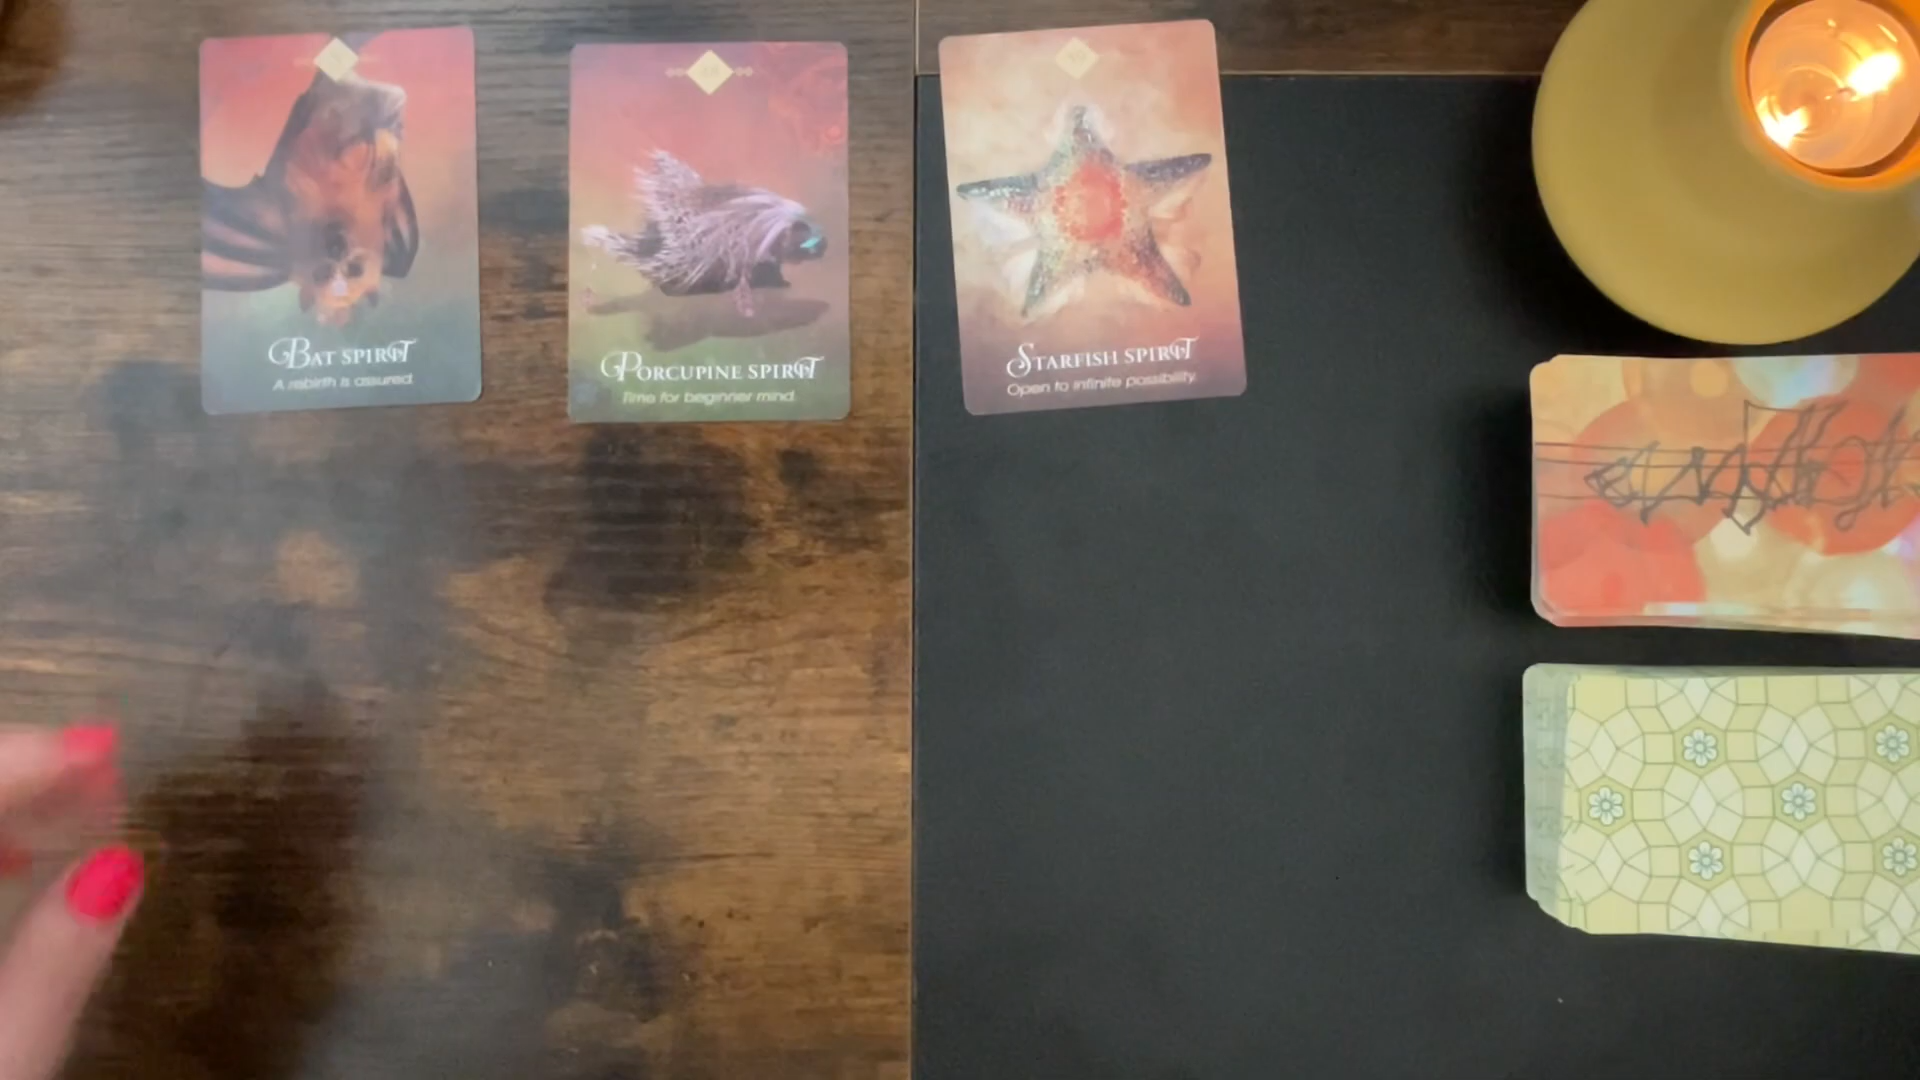 BAT SPIRIT
A rebirth is assured.
PORCUPINE SPIRIT
Time for beginner mind.
STARFISH SPIRIT
Open to infinite possibility.